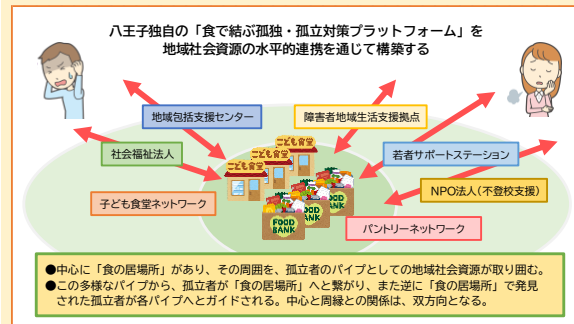 八王子独自の「食で結ぶ孤独・孤立対策プラットフォーム」を
地域社会資源の水平的連携を通じて構築する
地域包括支援センター
障害者地域生活支援拠点
こども食堂
こども食堂
こども食堂
社会福祉法人
若者サポートステーション
子ども食堂ネットワーク
NPO法人（不登校支援）
FOOD
BANK
FOOD
BANK
FOOD
BANK
パントリーネットワーク
●中心に「食の居場所」があり、その周囲を、孤立者のパイプとしての地域社会資源が取り囲む。
●この多様なパイプから、孤立者が「食の居場所」へと繋がり、また逆に「食の居場所」で発見
された孤立者が各パイプへとガイドされる。中心と周縁との関係は、双方向となる。